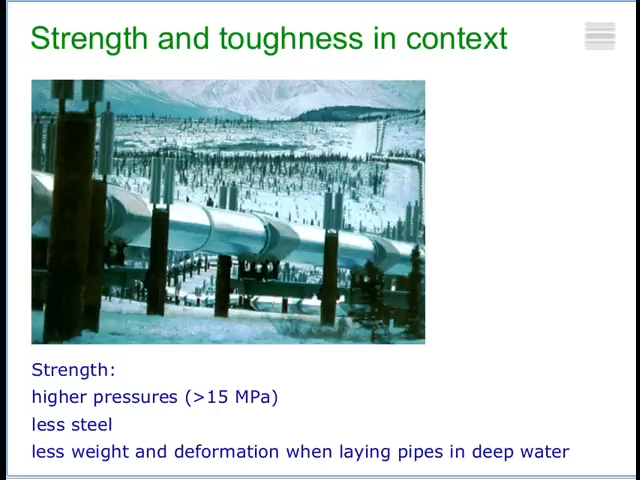 Strength and toughness in context
Strength:
higher pressures (>15 MPa)
less steel
less weight and deformation when laying pipes in deep water